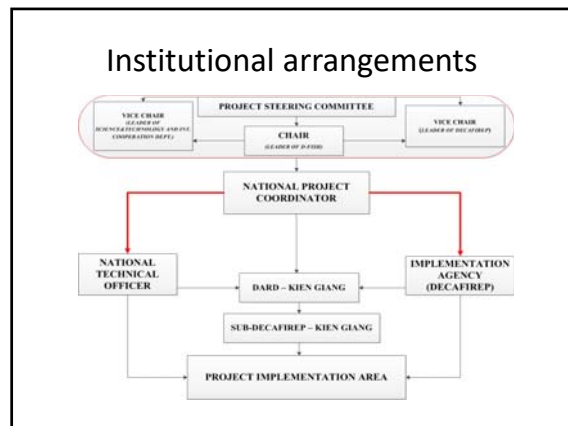 Institutional arrangements
PROJECT STEERING COMMITTEE
VICE CHAIR
(LEADER OF
SCIENCE&TECHNOLOGY AND INT.
COOPERATION DEPT.)
CHAIR
(LEADER OF D-FISH)
VICE CHAIR
(LEADER OF DECAFIREP)
NATIONAL PROJECT
COORDINATOR
NATIONAL
TECHNICAL
OFFICER
DARD – KIEN GIANG
IMPLEMENTATION
AGENCY
(DECAFIREP)
SUB-DECAFIREP – KIEN GIANG
PROJECT IMPLEMENTATION AREA